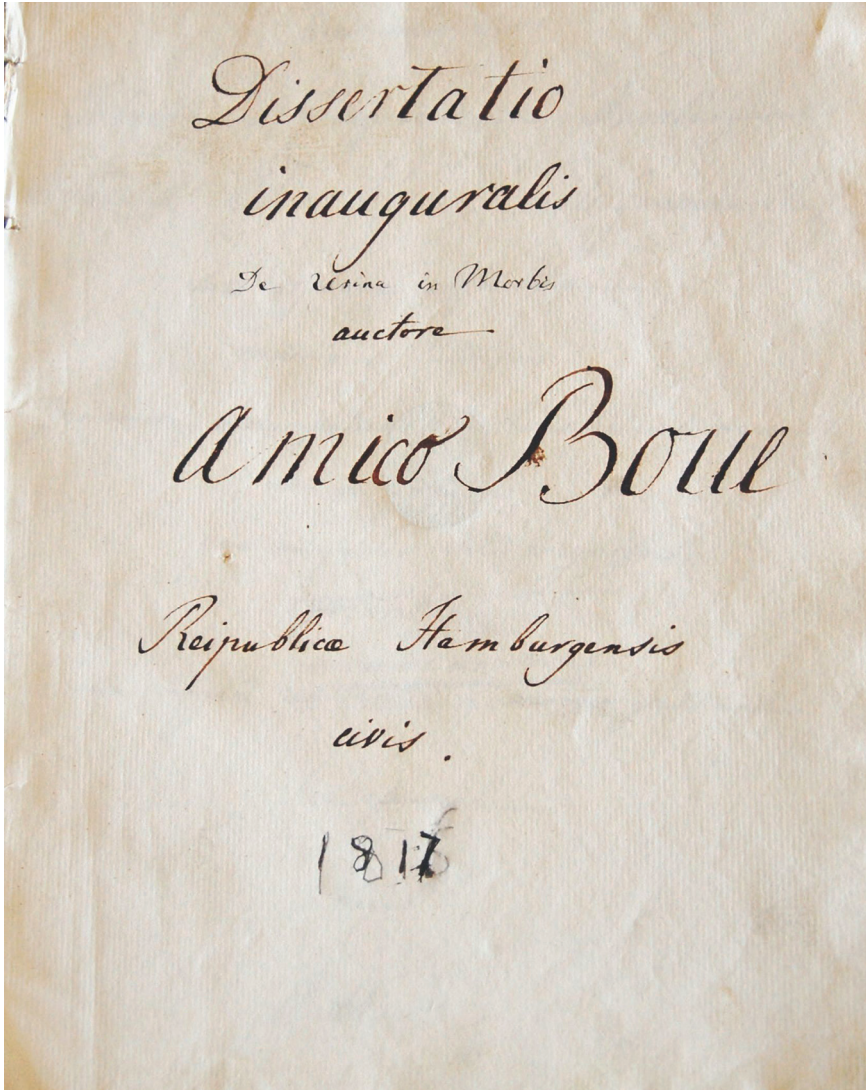 Dissertatio
inauguralis
De Urina in Morbis
auctore
Amico Boue
Reipublicæ Hamburgensis
civis.
1817